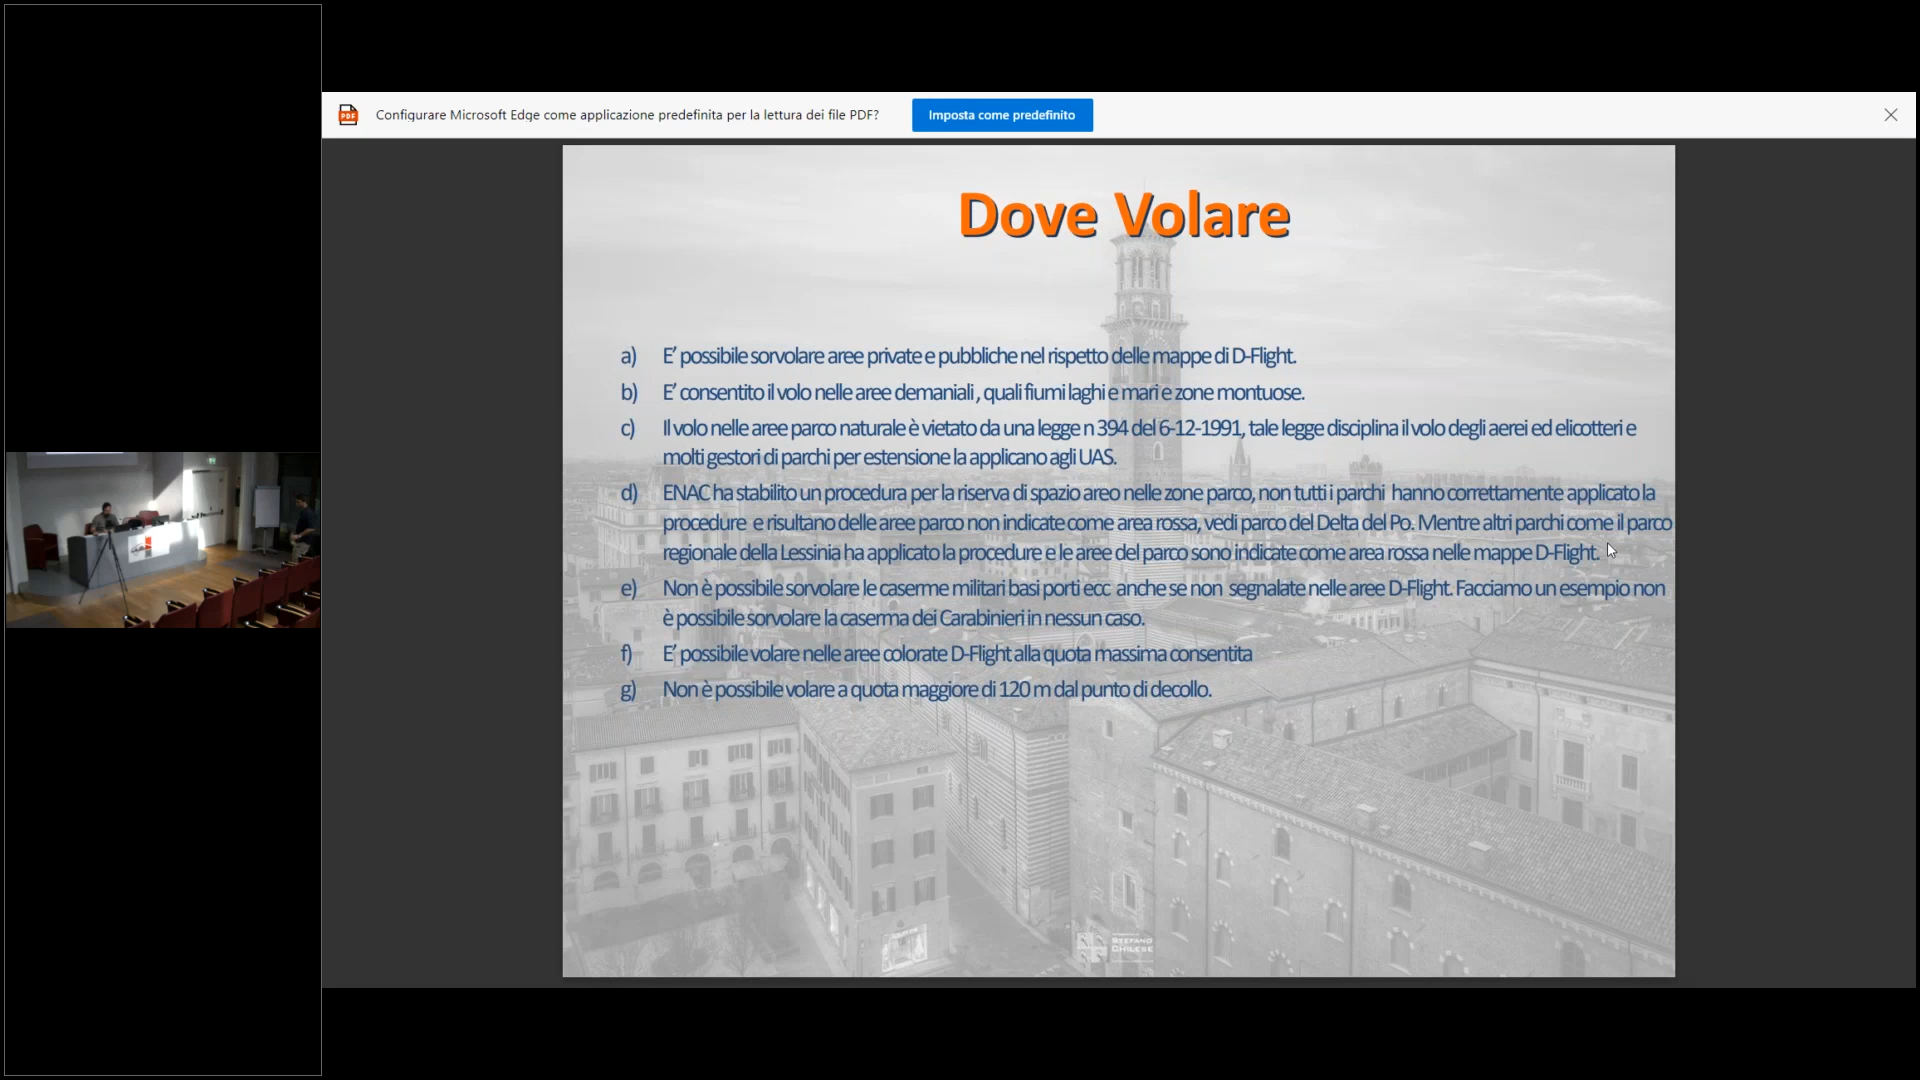 Configurare Microsoft Edge come applicazione predefinita per la lettura dei file PDF?
Imposta come predefinito
Dove Volare
a) E' possibile sorvolare aree private e pubbliche nel rispetto delle mappe di D-Flight.
b) E' consentito il volo nelle aree demaniali , quali fiumi laghi e mari e zone montuose.
c) Il volo nelle aree parco naturale è vietato da una legge n 394 del 6-12-1991, tale legge disciplina il volo degli aerei ed elicotteri e
molti gestori di parchi per estensione la applicano agli UAS.
d) ENAC ha stabilito un procedura per la riserva di spazio areo nelle zone parco, non tutti i parchi hanno correttamente applicato la
procedure e risultano delle aree parco non indicate come area rossa, vedi parco del Delta del Po. Mentre altri parchi come il parco
regionale della Lessinia ha applicato la procedure e le aree del parco sono indicate come area rossa nelle mappe D-Flight.
e) Non è possibile sorvolare le caserme militari basi porti ecc anche se non segnalate nelle aree D-Flight. Facciamo un esempio non
è possibile sorvolare la caserma dei Carabinieri in nessun caso.
f) E' possibile volare nelle aree colorate D-Flight alla quota massima consentita
g) Non è possibile volare a quota maggiore di 120 m dal punto di decollo.
STEFANO
CHILESE